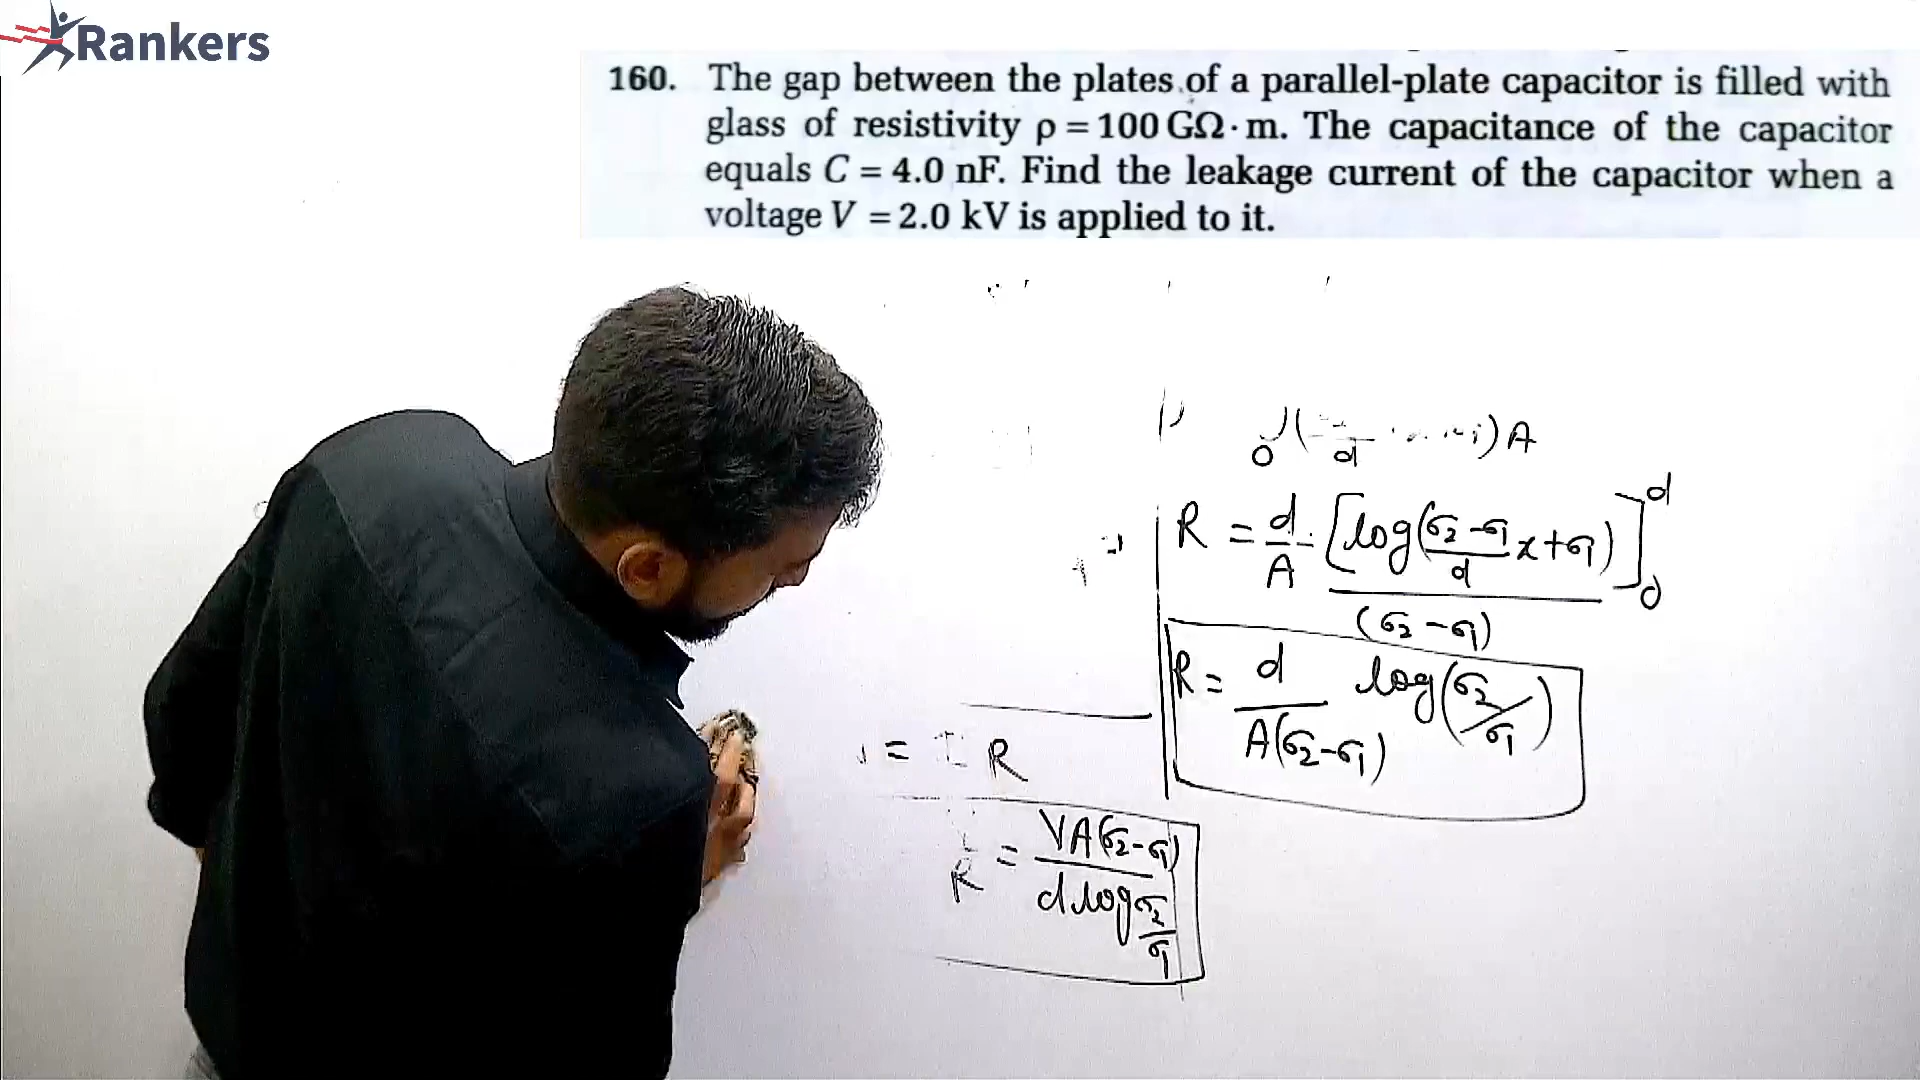 Rankers
160. The gap between the plates of a parallel-plate capacitor is filled with
glass of resistivity ρ = 100 GΩ·m. The capacitance of the capacitor
equals C = 4.0 nF. Find the leakage current of the capacitor when a
voltage V = 2.0 kV is applied to it.
0 d ) A
R = d/A [log((σ2-σ1)/d x+σ1)]0^d / (σ2-σ1)
R = d/(A(σ2-σ1)) log(σ2/σ1)
= I R
R = VA(σ2-σ1) / (d log σ2/σ1)